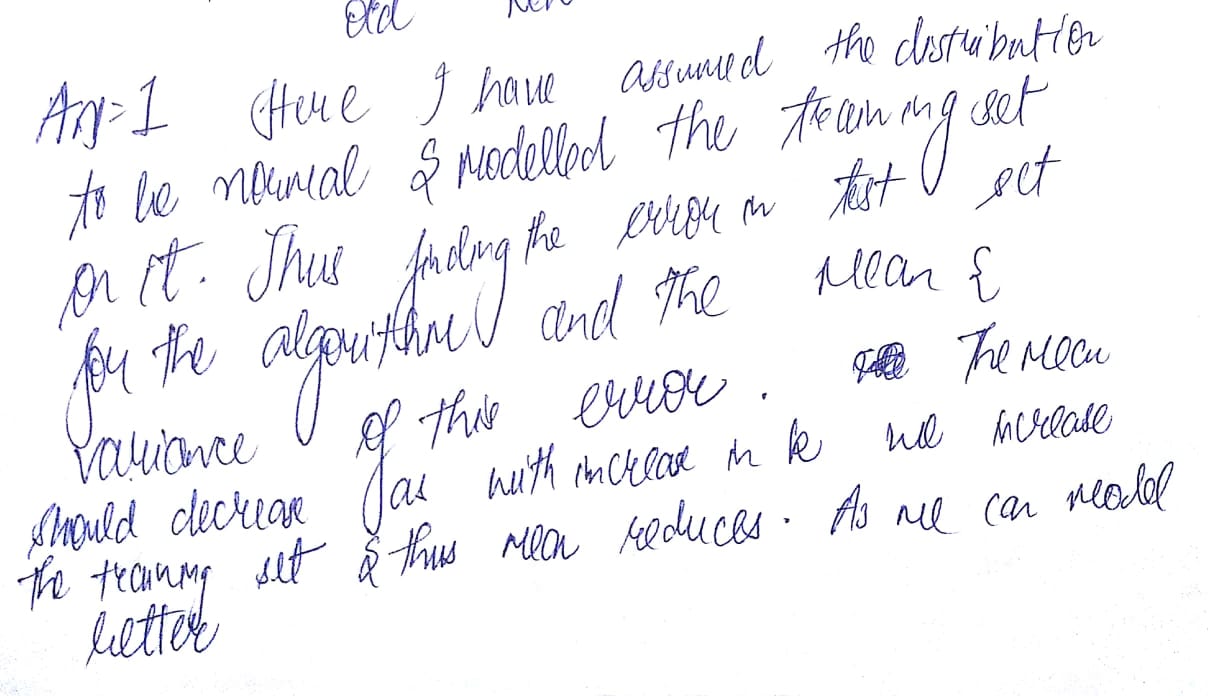 Old
Ans-1 Here I have assumed the distribution
to be normal & modelled the training set
on it. Thus finding the error in test set
for the algorithm and the mean &
variance of this error. The mean
should decrease as with increase in k we increase
the training set & thus mean reduces. As we can model
better